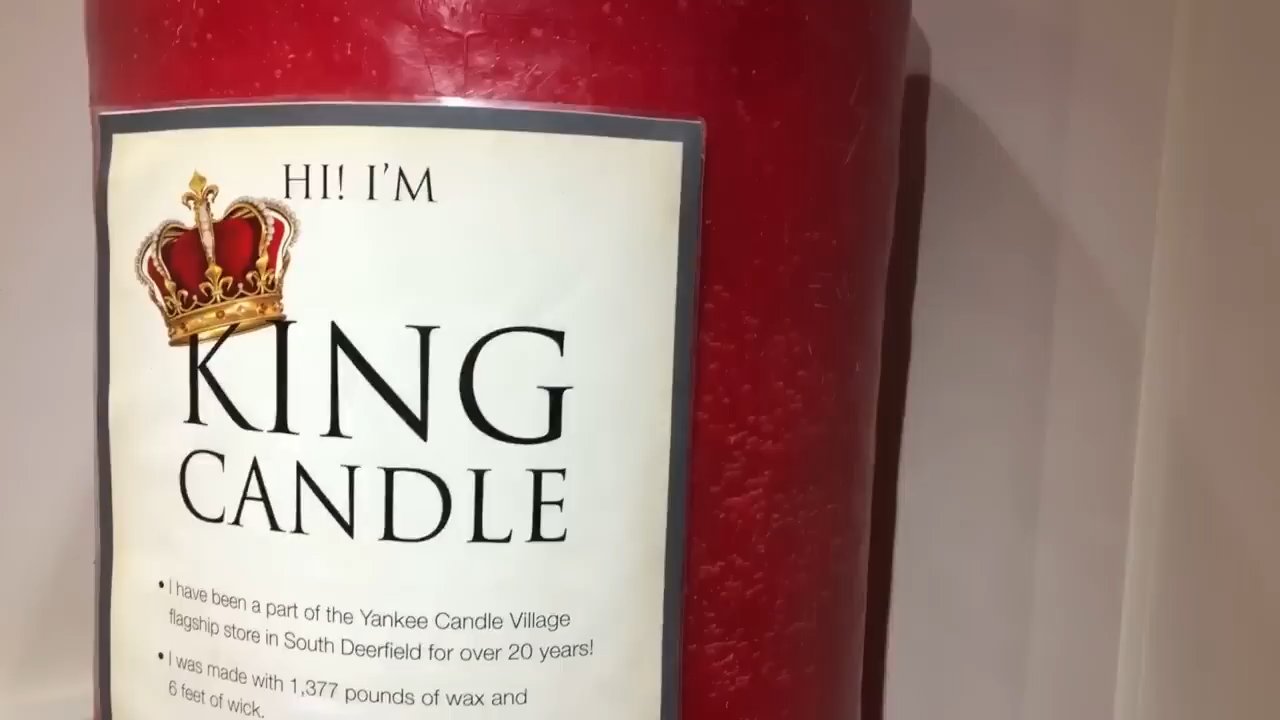 HI! I'M
KING
CANDLE
• I have been a part of the Yankee Candle Village
flagship store in South Deerfield for over 20 years!
• I was made with 1,377 pounds of wax and
6 feet of wick.